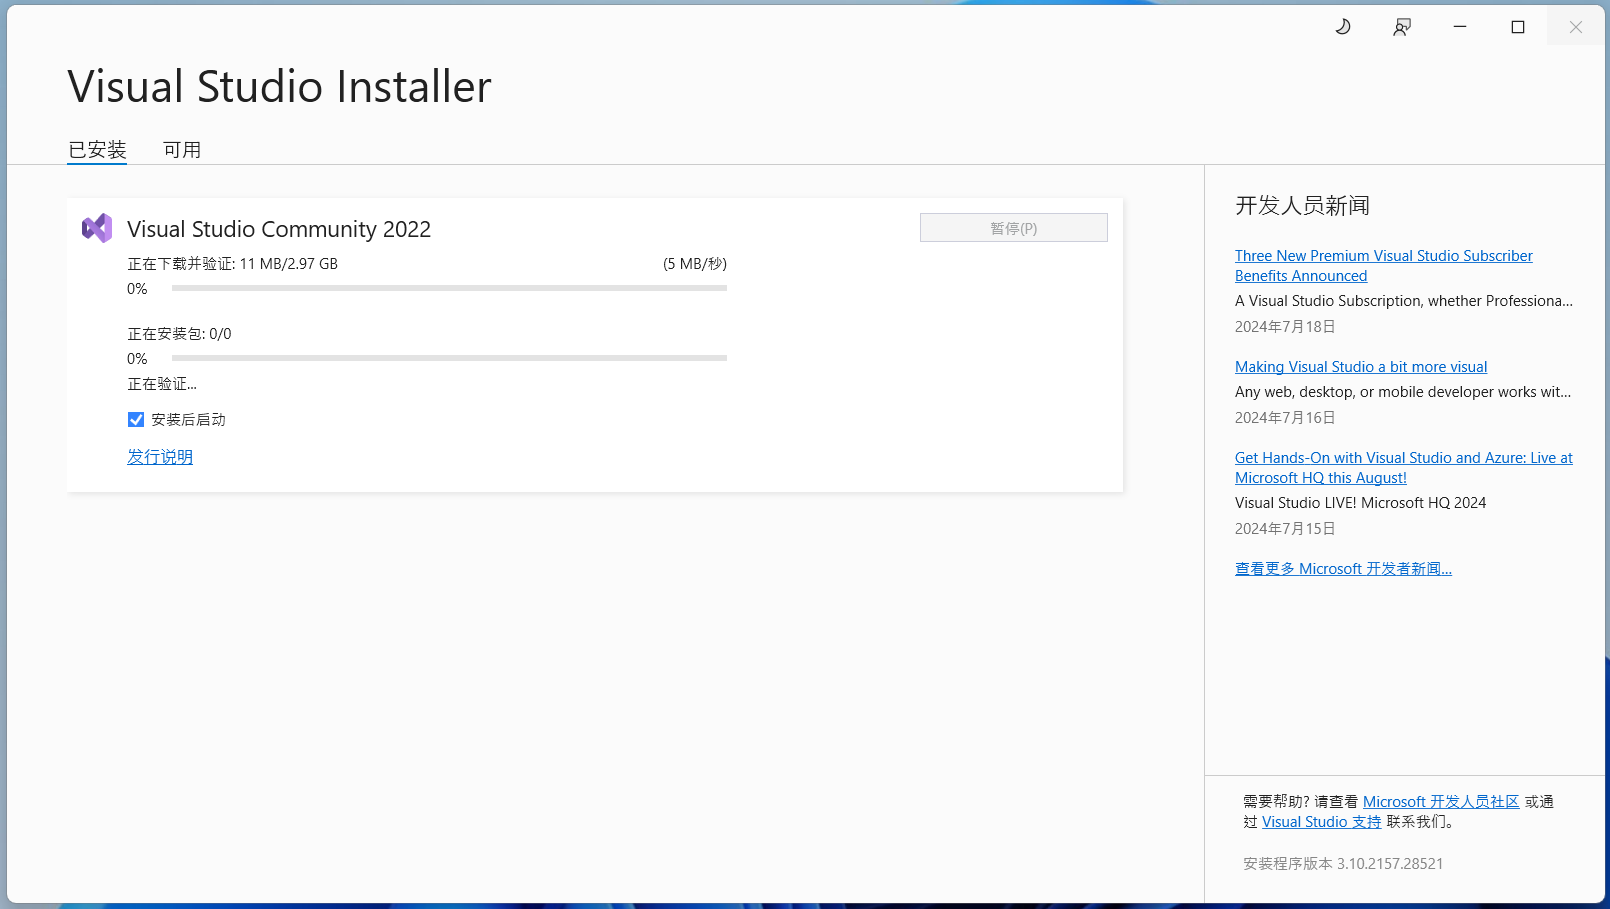 Visual Studio Installer
已安装 可用
Visual Studio Community 2022
暂停(P)
正在下载并验证: 11 MB/2.97 GB (5 MB/秒)
0%
正在安装包: 0/0
0%
正在验证...
安装后启动
发行说明
开发人员新闻
Three New Premium Visual Studio Subscriber
Benefits Announced
A Visual Studio Subscription, whether Professiona...
2024年7月18日
Making Visual Studio a bit more visual
Any web, desktop, or mobile developer works wit...
2024年7月16日
Get Hands-On with Visual Studio and Azure: Live at
Microsoft HQ this August!
Visual Studio LIVE! Microsoft HQ 2024
2024年7月15日
查看更多 Microsoft 开发者新闻...
需要帮助? 请查看 Microsoft 开发人员社区 或通
过 Visual Studio 支持 联系我们。
安装程序版本 3.10.2157.28521